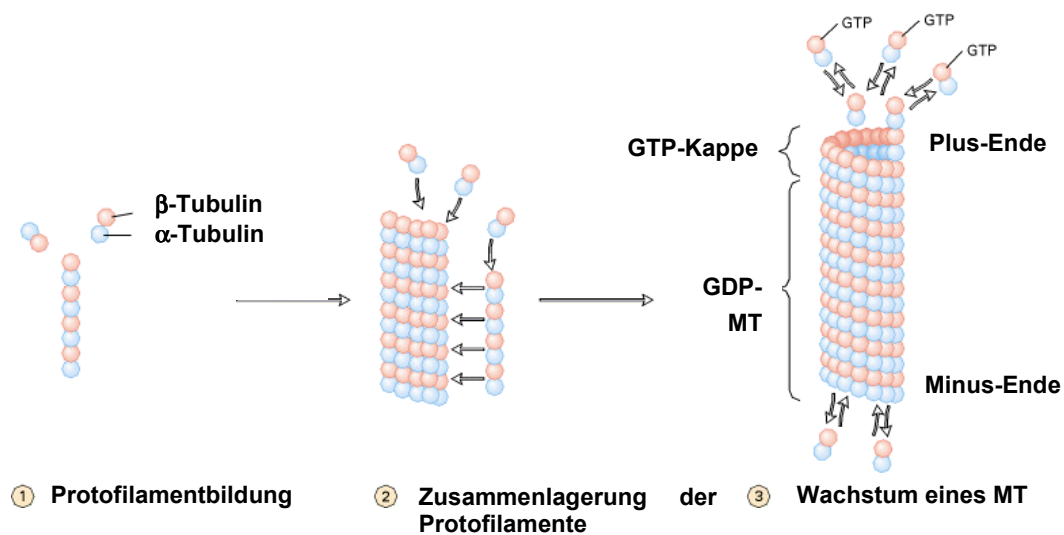 GTP
GTP
GTP
GTP-Kappe
Plus-Ende
β-Tubulin
α-Tubulin
GDP-
MT
Minus-Ende
1 Protofilamentbildung
2 Zusammenlagerung der
Protofilamente
3 Wachstum eines MT